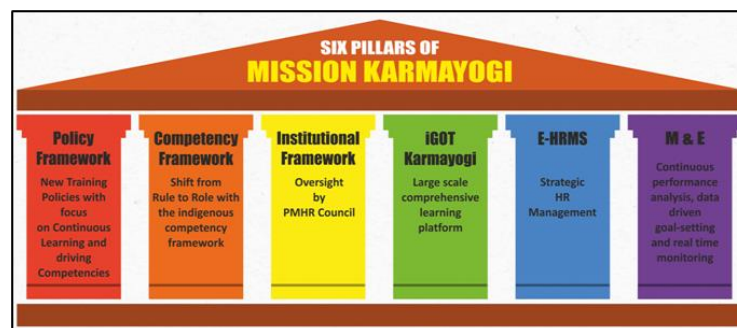 SIX PILLARS OF
MISSION KARMAYOGI
Policy
Framework
New Training
Policies with
focus
on Continuous
Learning and
driving
Competencies
Competency
Framework
Shift from
Rule to Role with
the indigenous
competency
framework
Institutional
Framework
Oversight
by
PMHR Council
iGOT
Karmayogi
Large scale
comprehensive
learning
platform
E-HRMS
Strategic
HR
Management
M & E
Continuous
performance
analysis, data
driven
goal-setting
and real time
monitoring